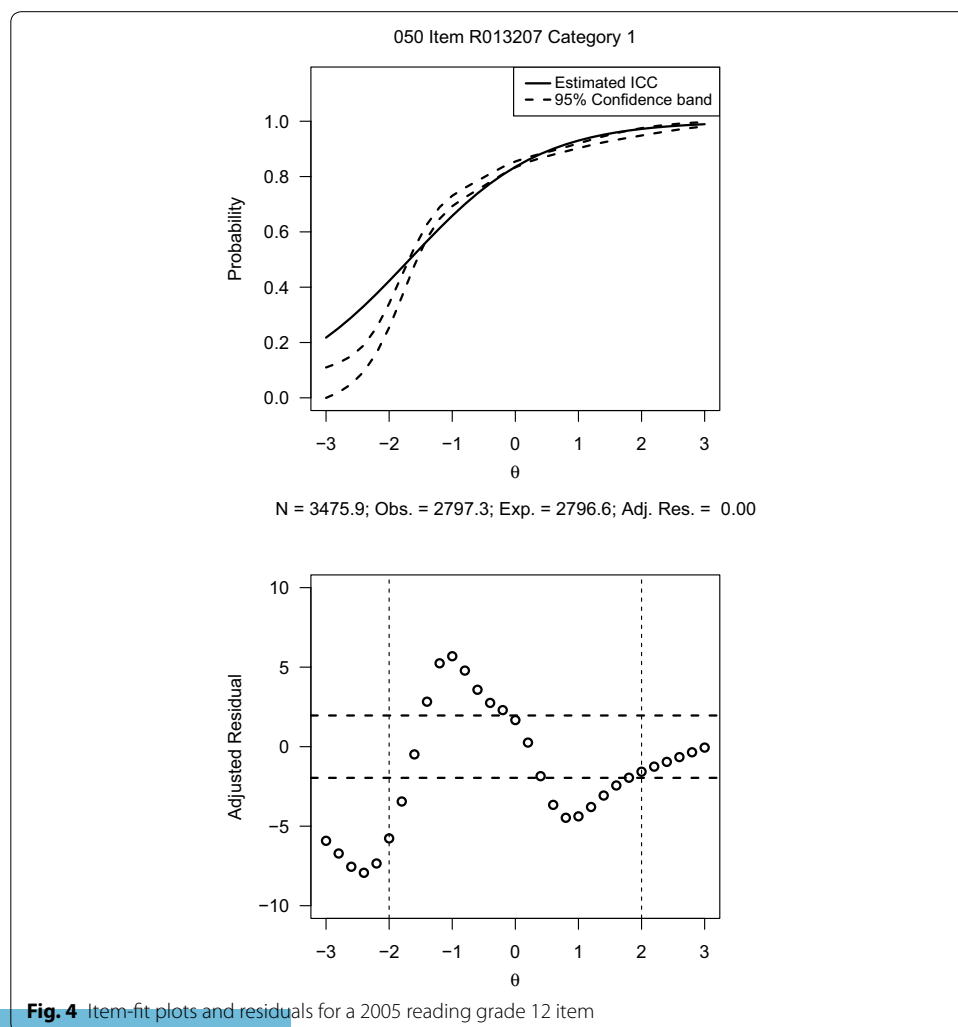 050 Item R013207 Category 1
Estimated ICC
95% Confidence band
Probability
1.0
0.8
0.6
0.4
0.2
0.0
−3 −2 −1 0 1 2 3
θ
N = 3475.9; Obs. = 2797.3; Exp. = 2796.6; Adj. Res. = 0.00
Adjusted Residual
10
5
0
−5
−10
−3 −2 −1 0 1 2 3
θ
Fig. 4 Item-fit plots and residuals for a 2005 reading grade 12 item